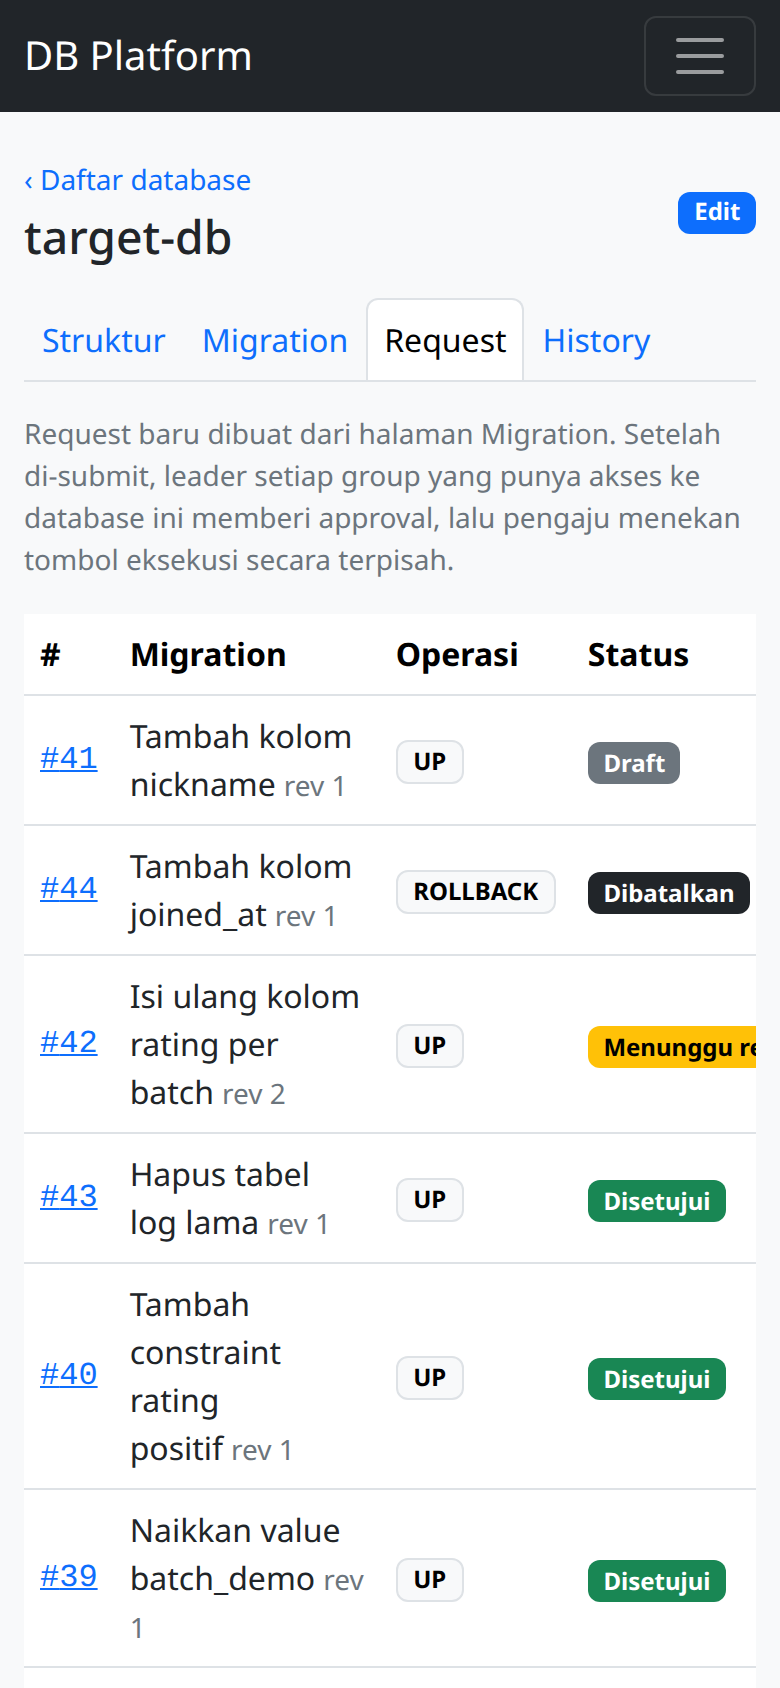 DB Platform
‹ Daftar database
target-db
Edit
Struktur Migration Request History
Request baru dibuat dari halaman Migration. Setelah
di-submit, leader setiap group yang punya akses ke
database ini memberi approval, lalu pengaju menekan
tombol eksekusi secara terpisah.
# Migration Operasi Status
#41 Tambah kolom
nickname rev 1 UP Draft
#44 Tambah kolom
joined_at rev 1 ROLLBACK Dibatalkan
#42 Isi ulang kolom
rating per
batch rev 2 UP Menunggu re
#43 Hapus tabel
log lama rev 1 UP Disetujui
#40 Tambah
constraint
rating
positif rev 1 UP Disetujui
#39 Naikkan value
batch_demo rev
1 UP Disetujui